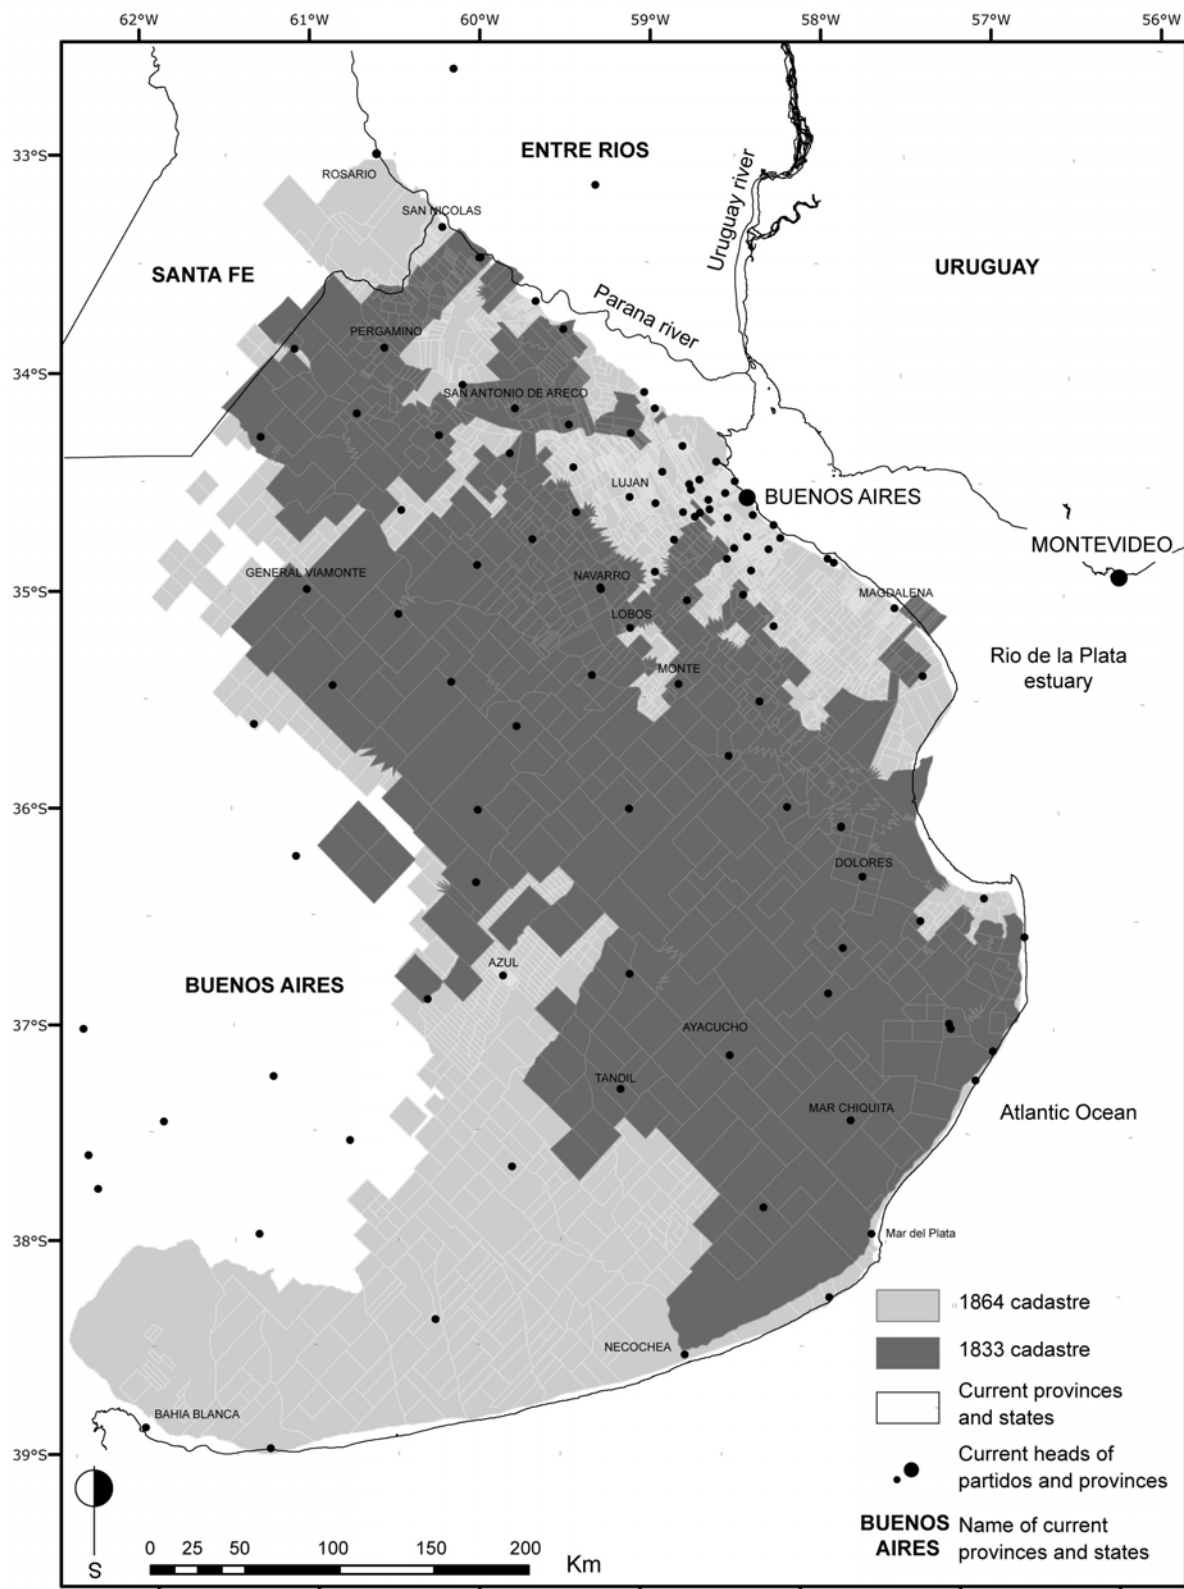 62°W 61°W 60°W 59°W 58°W 57°W 56°W
33°S
ENTRE RIOS
ROSARIO
SAN NICOLAS
Uruguay river
SANTA FE
URUGUAY
Parana river
PERGAMINO
34°S
SAN ANTONIO DE ARECO
LUJAN
BUENOS AIRES
MONTEVIDEO
GENERAL VIAMONTE
NAVARRO
35°S
MAGDALENA
LOBOS
Rio de la Plata
estuary
MONTE
36°S
DOLORES
AZUL
BUENOS AIRES
37°S
AYACUCHO
TANDIL
MAR CHIQUITA
Atlantic Ocean
38°S
Mar del Plata
1864 cadastre
NECOCHEA
1833 cadastre
Current provinces
and states
BAHIA BLANCA
39°S
Current heads of
partidos and provinces
BUENOS
AIRES
Name of current
provinces and states
0 25 50 100 150 200
Km
S